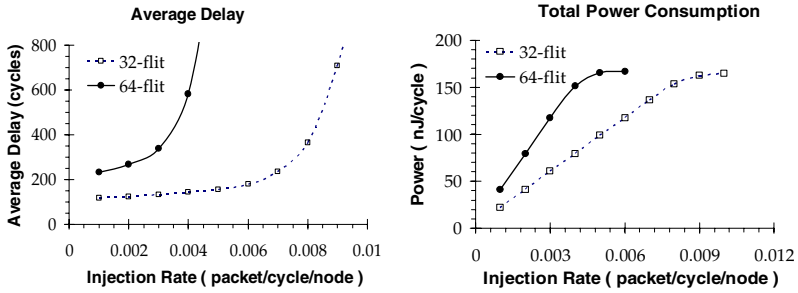 Average Delay
800
600
400
200
0
Average Delay (cycles)
32-flit
64-flit
0 0.002 0.004 0.006 0.008 0.01
Injection Rate ( packet/cycle/node )
Total Power Consumption
200
150
100
50
0
Power ( nJ/cycle )
32-flit
64-flit
0 0.003 0.006 0.009 0.012
Injection Rate ( packet/cycle/node )